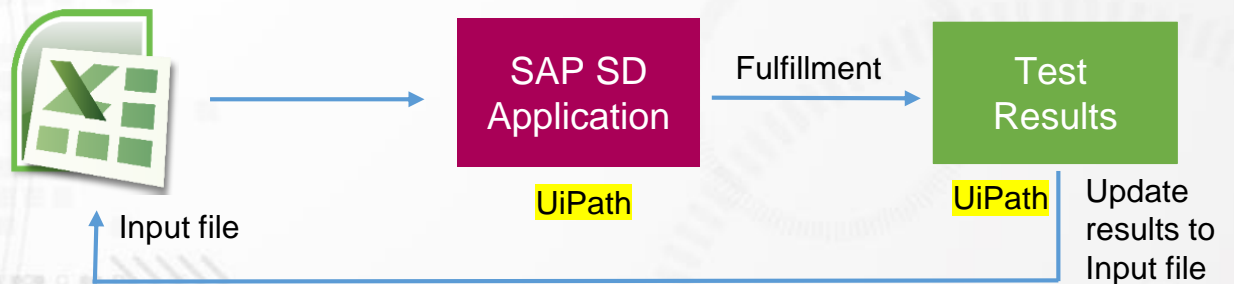 SAP SD
Application
Fulfillment
Test
Results
UiPath
UiPath
Update
results to
Input file
Input file